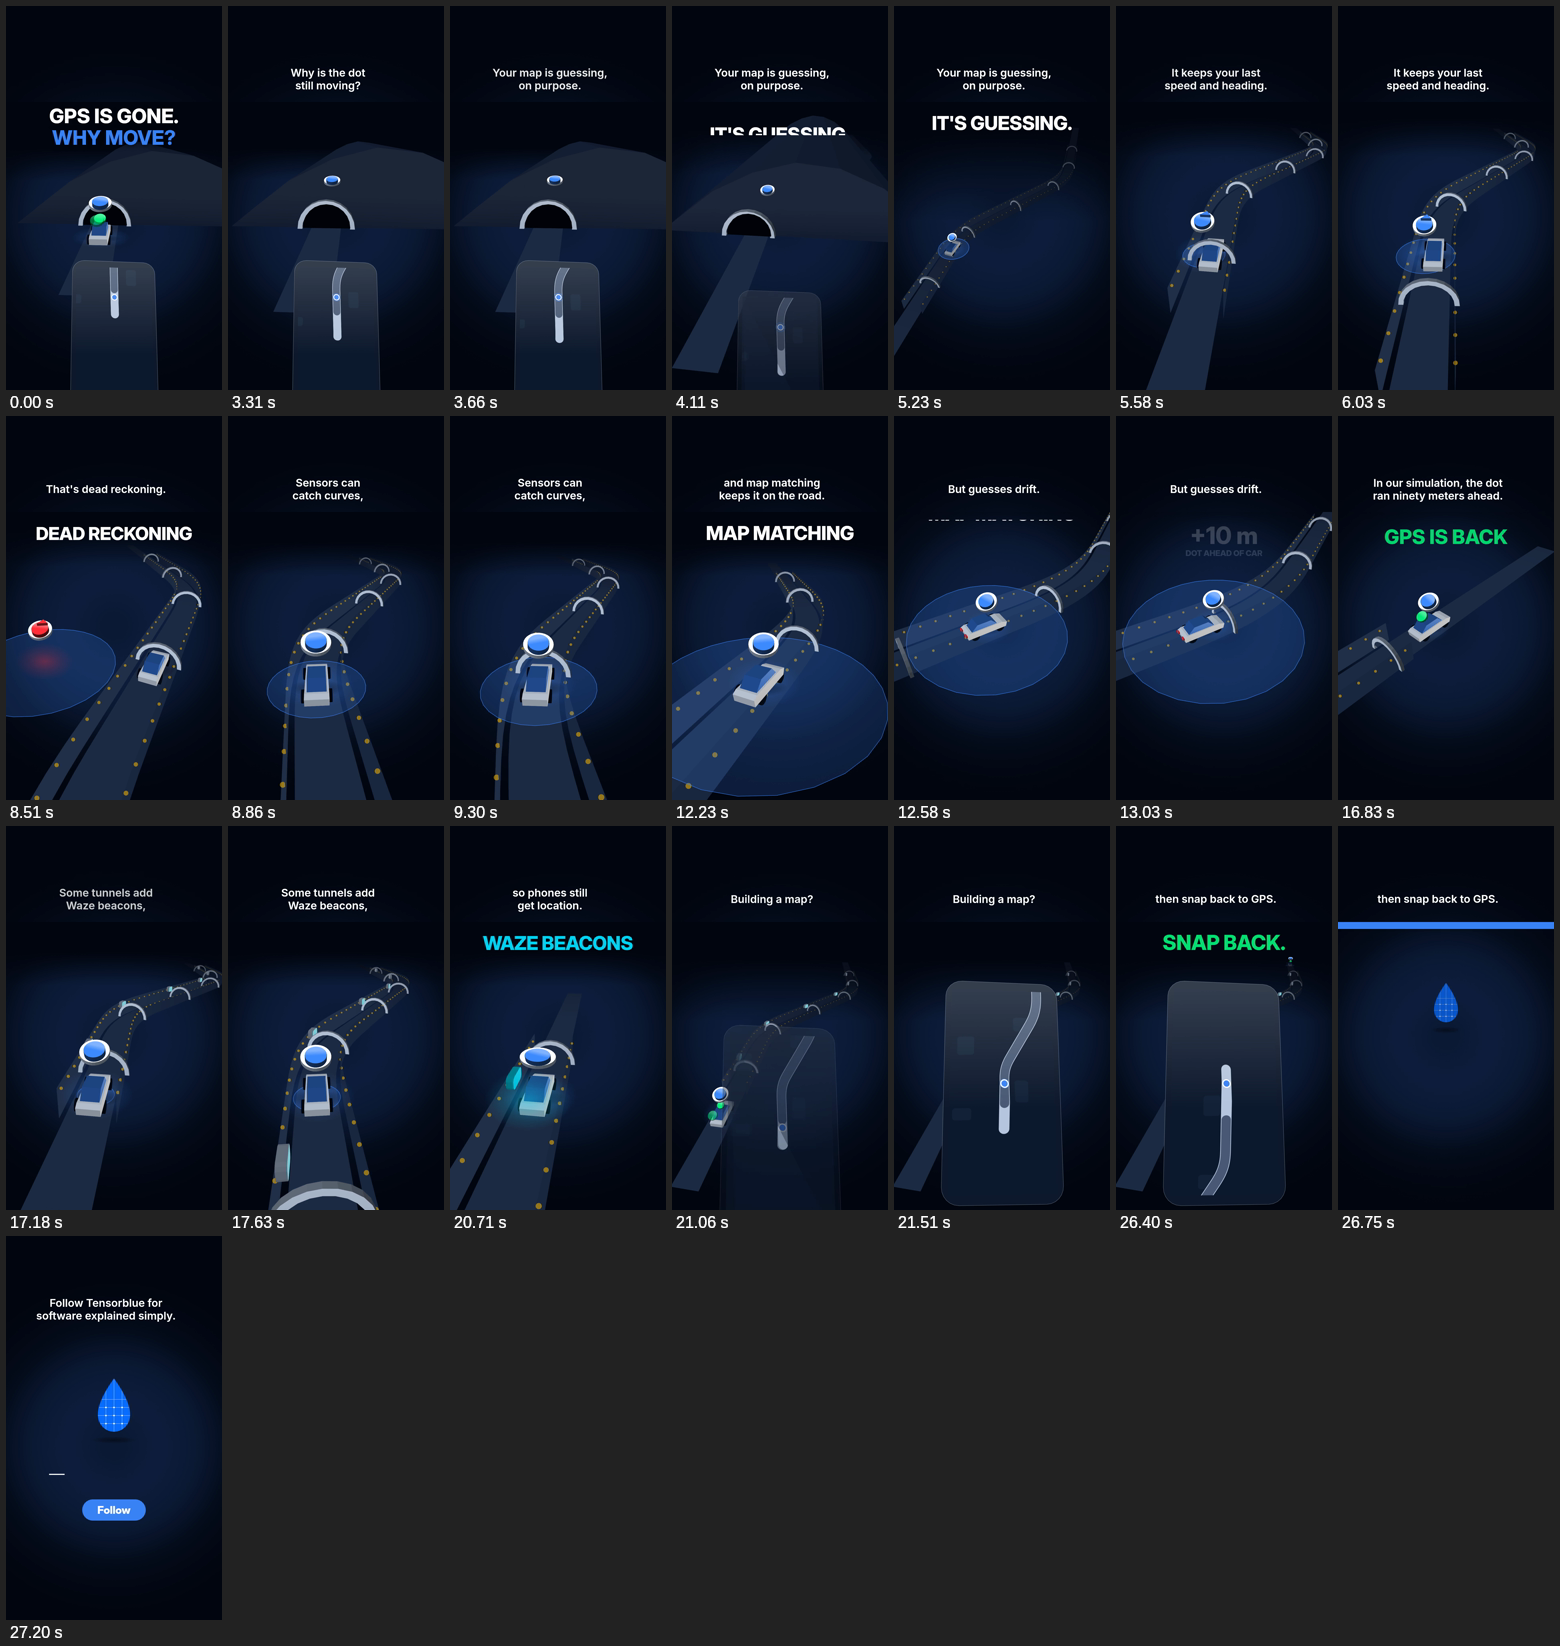 GPS IS GONE.
WHY MOVE?
0.00 s
Why is the dot
still moving?
3.31 s
Your map is guessing,
on purpose.
3.66 s
Your map is guessing,
on purpose.
IT'S GUESSING
4.11 s
Your map is guessing,
on purpose.
IT'S GUESSING.
5.23 s
It keeps your last
speed and heading.
5.58 s
It keeps your last
speed and heading.
6.03 s
That's dead reckoning.
DEAD RECKONING
8.51 s
Sensors can
catch curves,
8.86 s
Sensors can
catch curves,
9.30 s
and map matching
keeps it on the road.
MAP MATCHING
12.23 s
But guesses drift.
12.58 s
But guesses drift.
+10 m
DOT AHEAD OF CAR
13.03 s
In our simulation, the dot
ran ninety meters ahead.
GPS IS BACK
16.83 s
Some tunnels add
Waze beacons,
17.18 s
Some tunnels add
Waze beacons,
17.63 s
so phones still
get location.
WAZE BEACONS
20.71 s
Building a map?
21.06 s
Building a map?
21.51 s
then snap back to GPS.
SNAP BACK.
26.40 s
then snap back to GPS.
26.75 s
Follow Tensorblue for
software explained simply.
Follow
27.20 s